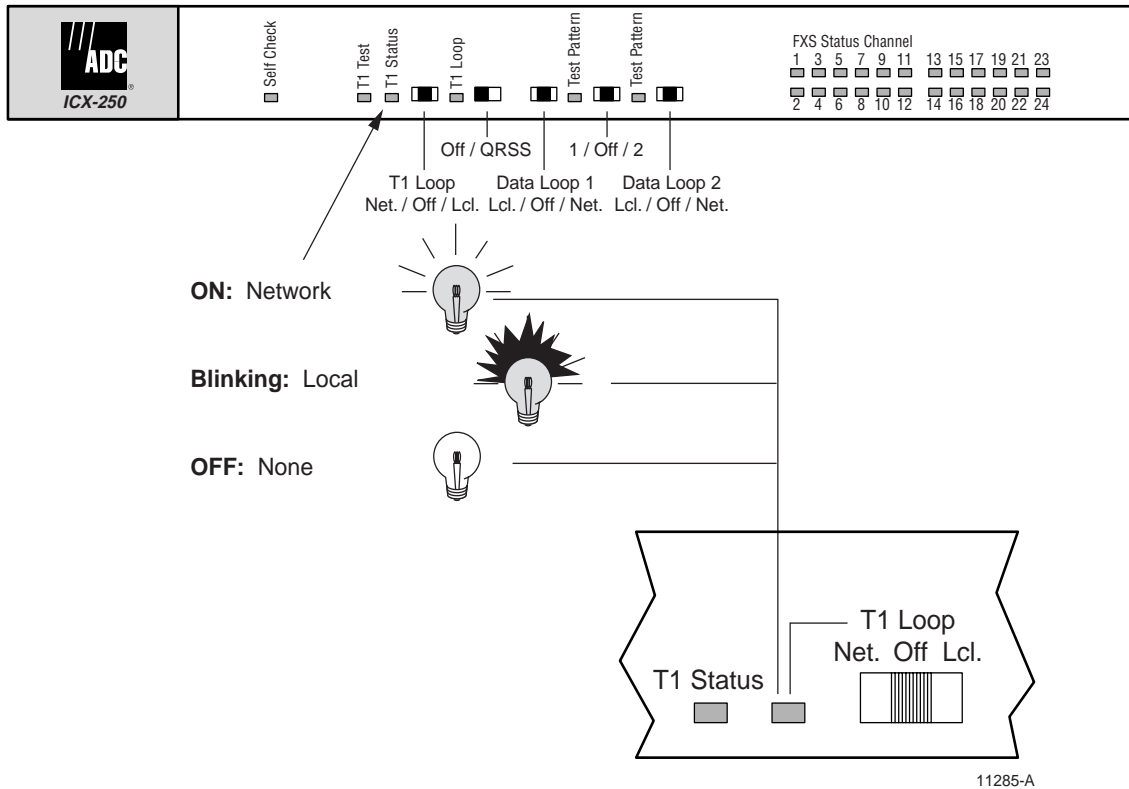 ADC
®
ICX-250
Self Check
T1 Test
T1 Status
T1 Loop
Test Pattern
Test Pattern
FXS Status Channel
1 3 5 7 9 11 13 15 17 19 21 23
2 4 6 8 10 12 14 16 18 20 22 24
Off / QRSS 1 / Off / 2
T1 Loop Data Loop 1 Data Loop 2
Net. / Off / Lcl. Lcl. / Off / Net. Lcl. / Off / Net.
ON: Network
Blinking: Local
OFF: None
T1 Loop
Net. Off Lcl.
T1 Status
11285-A